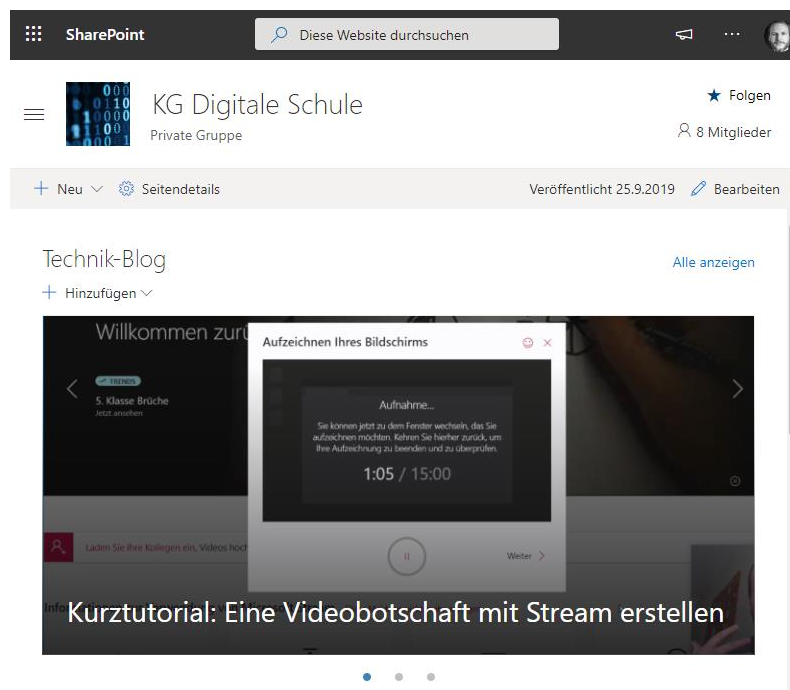 SharePoint
Diese Website durchsuchen
KG Digitale Schule
Private Gruppe
Folgen
8 Mitglieder
Neu
Seitendetails
Veröffentlicht 25.9.2019
Bearbeiten
Technik-Blog
Alle anzeigen
Hinzufügen
Willkommen zurü
TRENDS
5. Klasse Brüche
Jetzt ansehen
Aufzeichnen Ihres Bildschirms
Aufnahme...
Sie können jetzt zu dem Fenster wechseln, das Sie
aufzeichnen möchten. Kehren Sie hierher zurück, um
Ihre Aufzeichnung zu beenden und zu überprüfen.
1:05 / 15:00
Weiter
Laden Sie Ihre Kollegen ein, Videos hoch
Kurztutorial: Eine Videobotschaft mit Stream erstellen